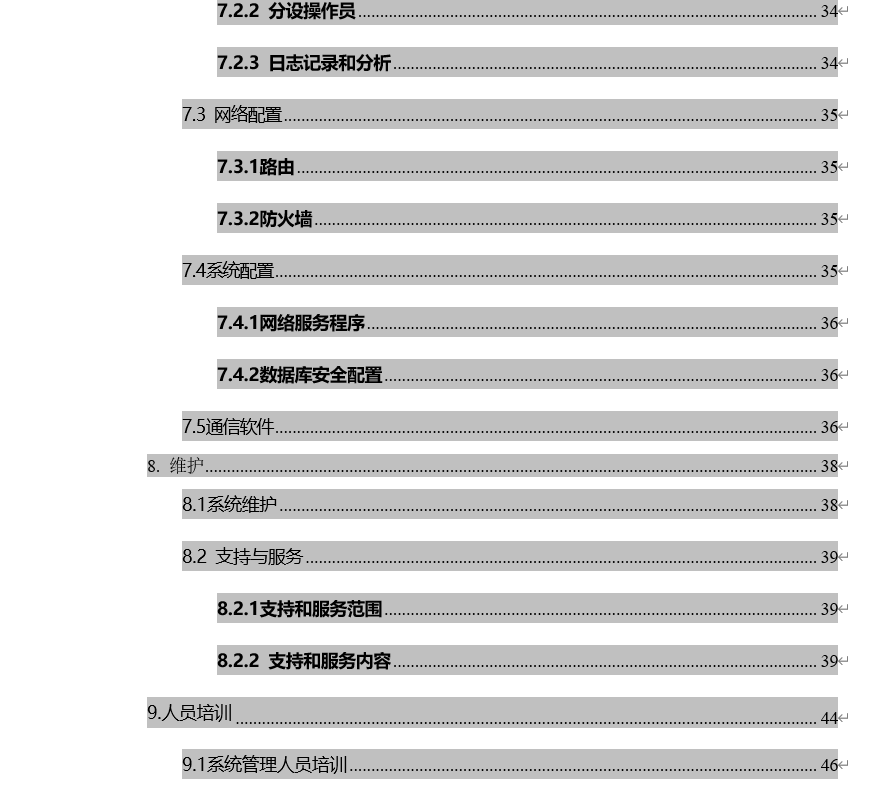 7.2.2 分设操作员 34
7.2.3 日志记录和分析 34
7.3 网络配置 35
7.3.1路由 35
7.3.2防火墙 35
7.4系统配置 35
7.4.1网络服务程序 36
7.4.2数据库安全配置 36
7.5通信软件 36
8. 维护 38
8.1系统维护 38
8.2 支持与服务 39
8.2.1支持和服务范围 39
8.2.2 支持和服务内容 39
9.人员培训 44
9.1系统管理人员培训 46